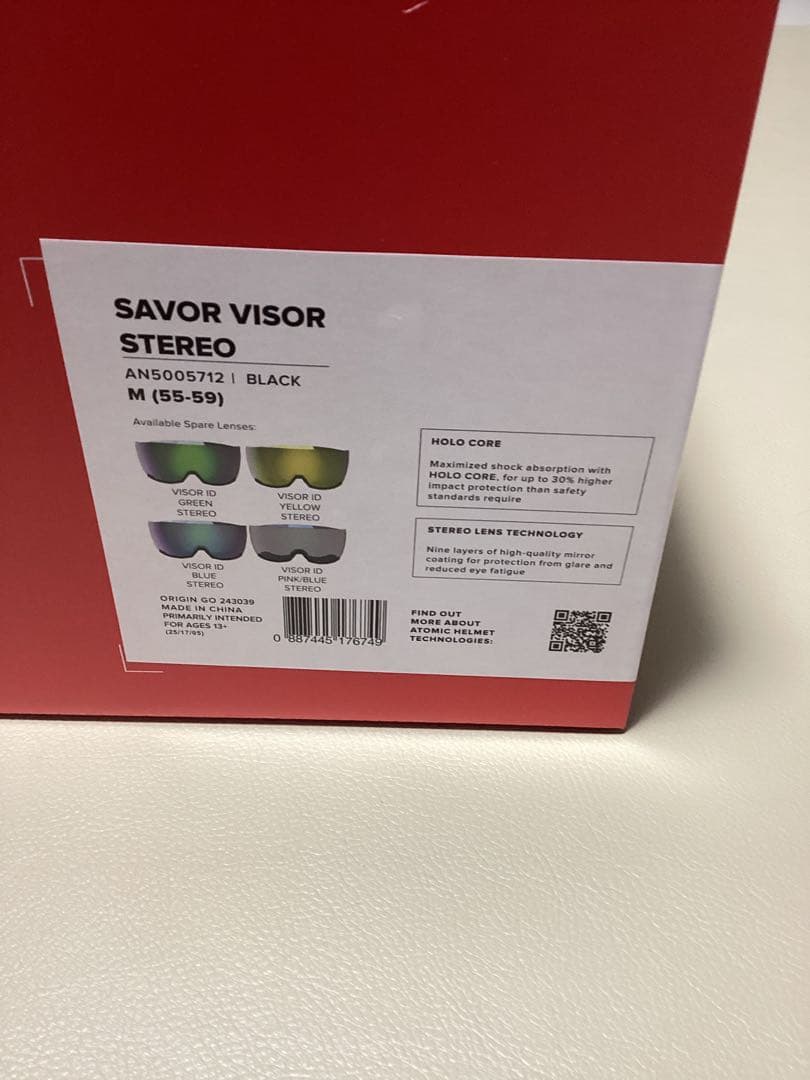 SAVOR VISOR
STEREO
AN5005712 | BLACK
M (55-59)
Available Spare Lenses:
VISOR ID
GREEN
STEREO
VISOR ID
YELLOW
STEREO
VISOR ID
BLUE
STEREO
VISOR ID
PINK/BLUE
STEREO
ORIGIN GO 243039
MADE IN CHINA
PRIMARILY INTENDED
FOR AGES 13+
(25/17/05)
0 887445 176749
HOLO CORE
Maximized shock absorption with
HOLO CORE, for up to 30% higher
impact protection than safety
standards require
STEREO LENS TECHNOLOGY
Nine layers of high-quality mirror
coating for protection from glare and
reduced eye fatigue
FIND OUT
MORE ABOUT
ATOMIC HELMET
TECHNOLOGIES: